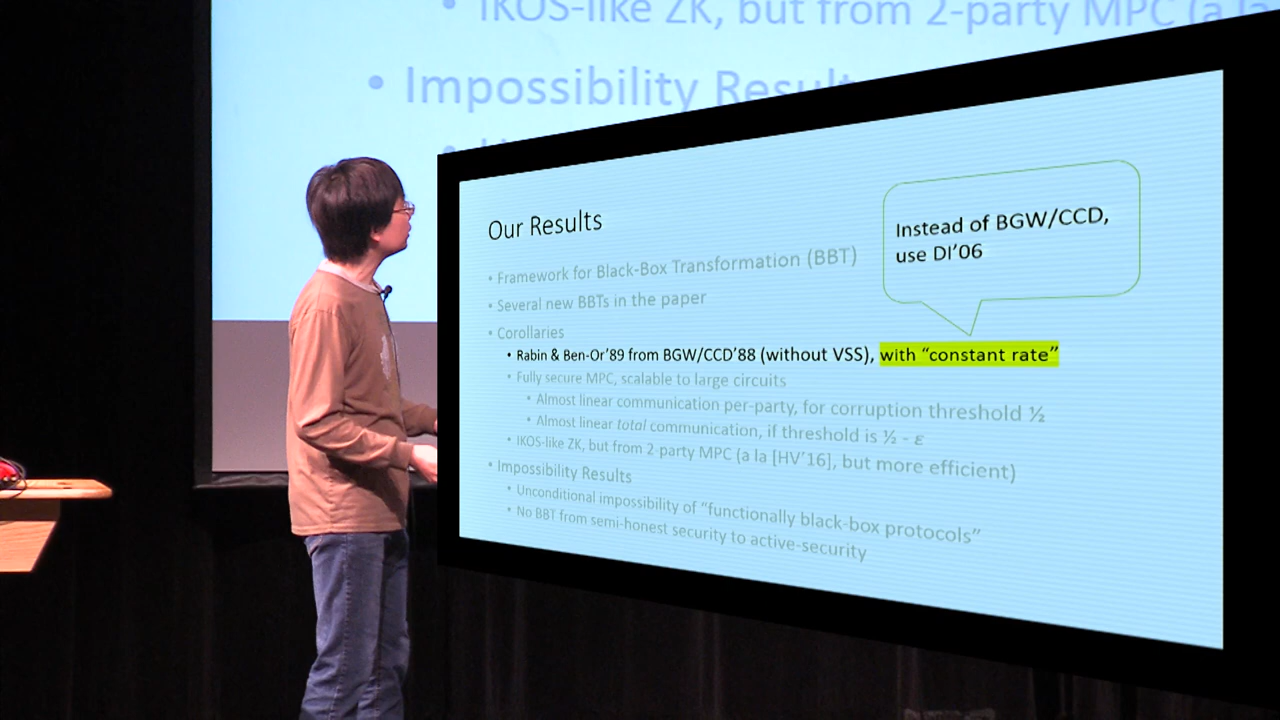 • IKOS-like ZK, but from 2-party MPC (a la
• Impossibility Result
Our Results
Instead of BGW/CCD,
use DI’06
• Framework for Black-Box Transformation (BBT)
• Several new BBTs in the paper
• Corollaries
• Rabin & Ben-Or’89 from BGW/CCD’88 (without VSS), with “constant rate”
• Fully secure MPC, scalable to large circuits
• Almost linear communication per-party, for corruption threshold ½
• Almost linear total communication, if threshold is ½ - ε
• IKOS-like ZK, but from 2-party MPC (a la [HV’16], but more efficient)
• Impossibility Results
• Unconditional impossibility of “functionally black-box protocols”
• No BBT from semi-honest security to active-security